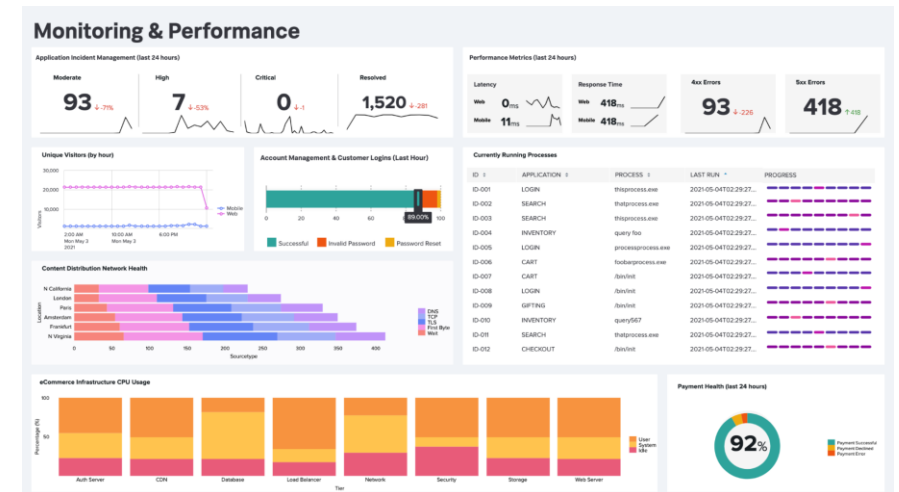 Monitoring & Performance
Application Incident Management (last 24 hours)
Moderate
93 ↓-71%
High
7 ↓-53%
Critical
0 ↓-1
Resolved
1,520 ↓-281
Performance Metrics (last 24 hours)
Latency
Web 0ms
Mobile 11ms
Response Time
Web 418ms
Mobile 418ms
4xx Errors
93 ↓-226
5xx Errors
418 ↑418
Unique Visitors (by hour)
30,000
20,000
10,000
Visitors
2:00 AM 10:00 AM 6:00 PM
Mon May 3 Mon May 3
2021
Mobile
Web
Account Management & Customer Logins (Last Hour)
0 20 40 60 100
89.00%
Successful Invalid Password Password Reset
Currently Running Processes
ID APPLICATION PROCESS LAST RUN PROGRESS
ID-001 LOGIN thisprocess.exe 2021-05-04T02:29:27...
ID-002 SEARCH thatprocess.exe 2021-05-04T02:29:27...
ID-003 SEARCH thisprocess.exe 2021-05-04T02:29:27...
ID-004 INVENTORY query foo 2021-05-04T02:29:27...
ID-005 LOGIN processprocess.exe 2021-05-04T02:29:27...
ID-006 CART foobarprocess.exe 2021-05-04T02:29:27...
ID-007 CART /bin/init 2021-05-04T02:29:27...
ID-008 LOGIN /bin/init 2021-05-04T02:29:27...
ID-009 GIFTING /bin/init 2021-05-04T02:29:27...
ID-010 INVENTORY query567 2021-05-04T02:29:27...
ID-011 SEARCH thatprocess.exe 2021-05-04T02:29:27...
ID-012 CHECKOUT /bin/init 2021-05-04T02:29:27...
Content Distribution Network Health
Location
N California
London
Paris
Amsterdam
Frankfurt
N Virginia
0 50 100 150 200 250 300 350 400
Sourcetype
DNS
TCP
TLS
First Byte
Wait
eCommerce Infrastructure CPU Usage
100
50
Percentage (%)
Auth Server CDN Database Load Balancer Network Security Storage Web Server
Tier
User
System
Idle
Payment Health (last 24 hours)
92%
Payment Successful
Payment Declined
Payment Error